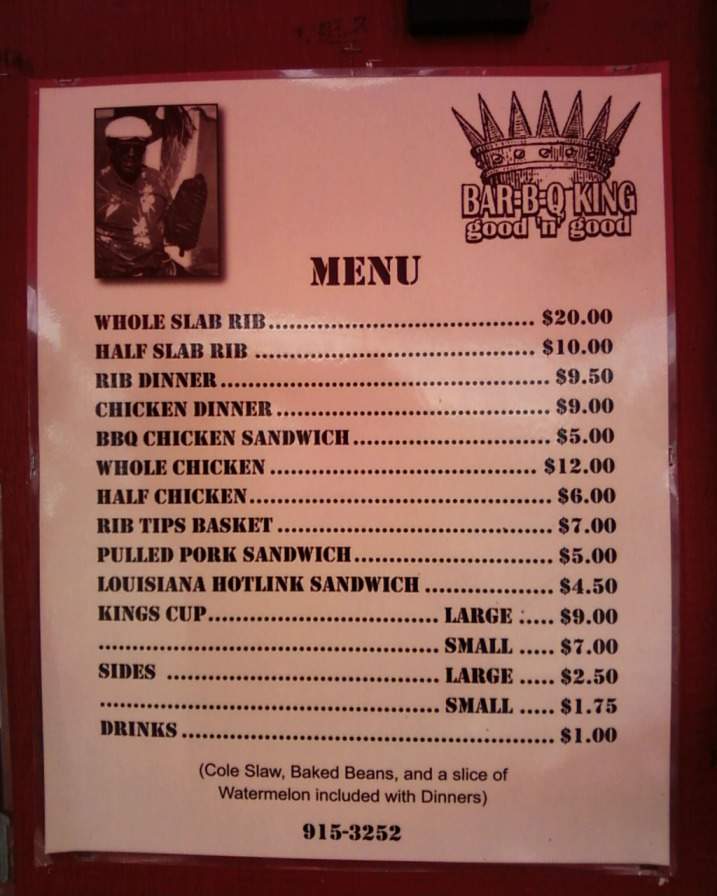 BAR-B-Q KING
good 'n' good
MENU
WHOLE SLAB RIB........................................ $20.00
HALF SLAB RIB ......................................... $10.00
RIB DINNER ................................................ $9.50
CHICKEN DINNER ........................................ $9.00
BBQ CHICKEN SANDWICH............................. $5.00
WHOLE CHICKEN ....................................... $12.00
HALF CHICKEN............................................ $6.00
RIB TIPS BASKET ........................................ $7.00
PULLED PORK SANDWICH............................. $5.00
LOUISIANA HOTLINK SANDWICH ................... $4.50
KINGS CUP.................................. LARGE ..... $9.00
.................................................. SMALL ..... $7.00
SIDES ........................................ LARGE ..... $2.50
.................................................. SMALL ..... $1.75
DRINKS ...................................................... $1.00
(Cole Slaw, Baked Beans, and a slice of
Watermelon included with Dinners)
915-3252